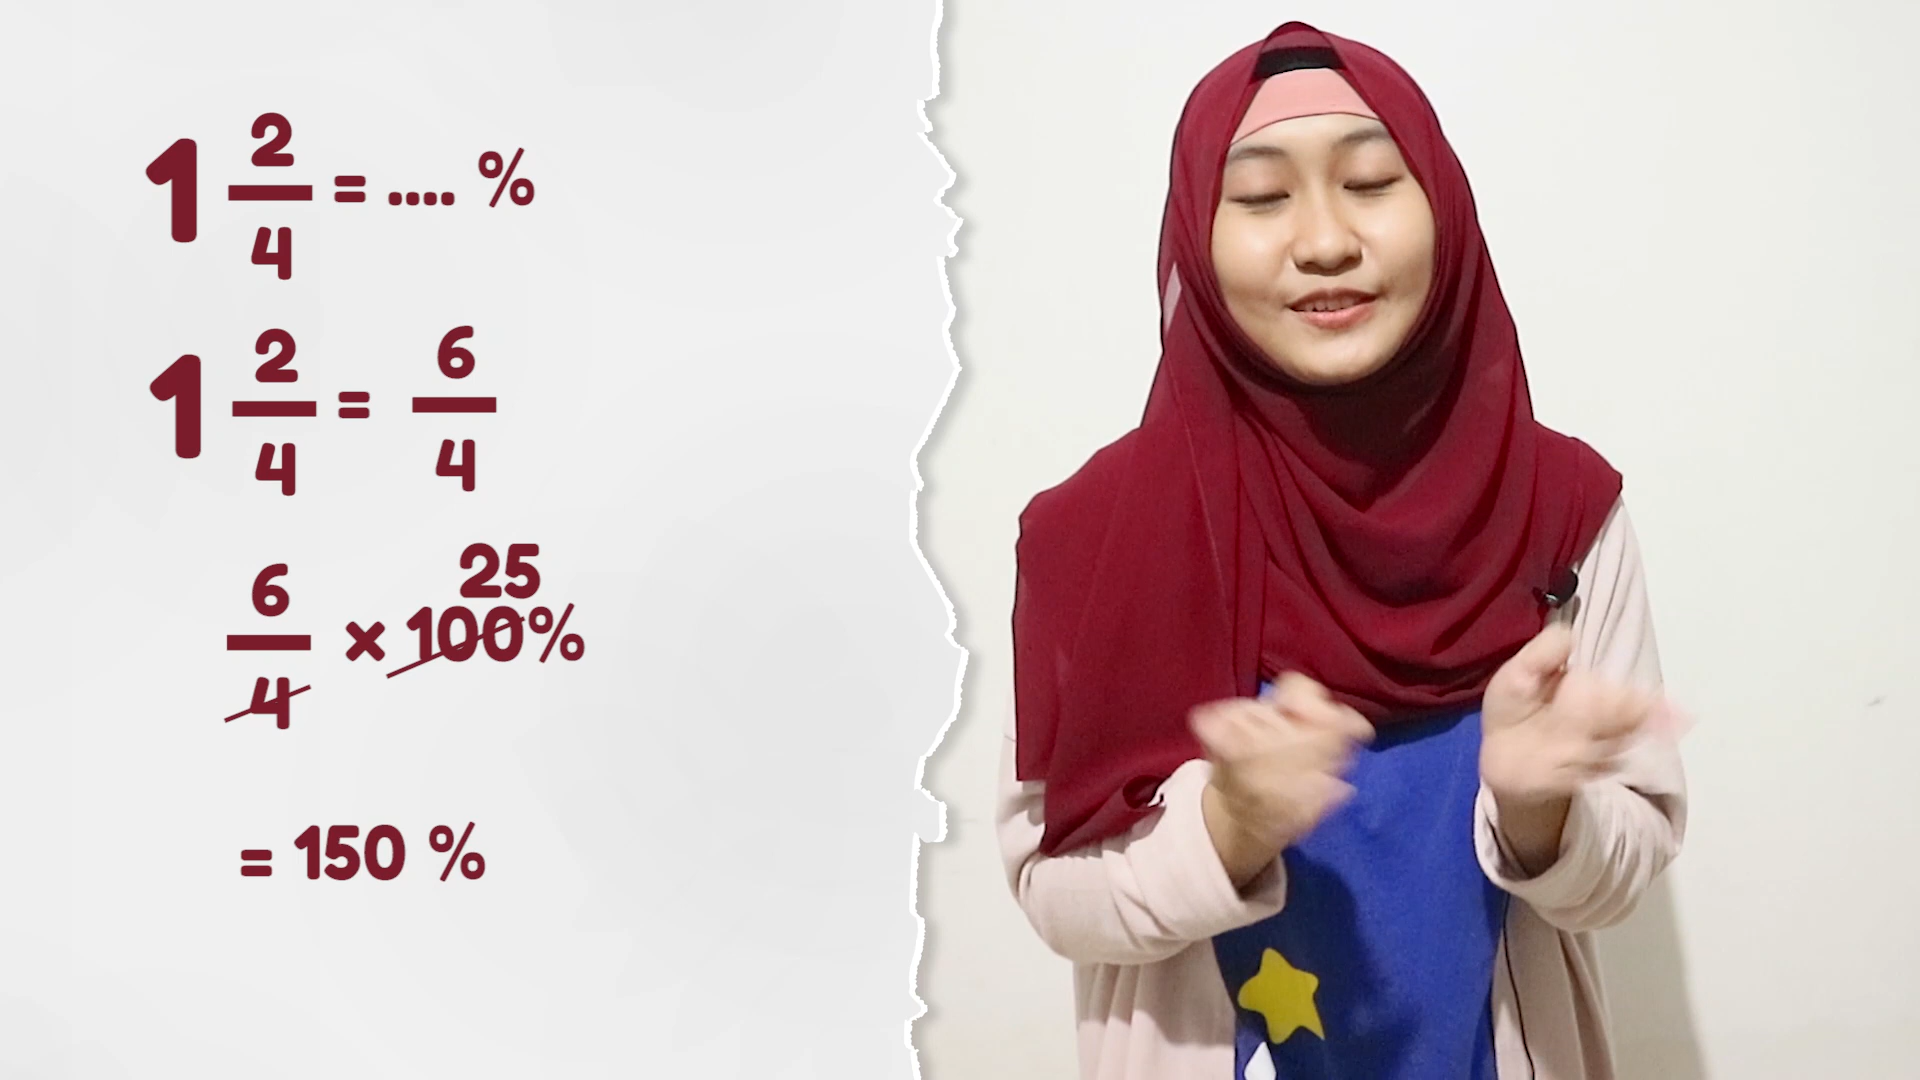 1 2/4 = .... %
1 2/4 = 6/4
25
6/4 × 100%
= 150 %